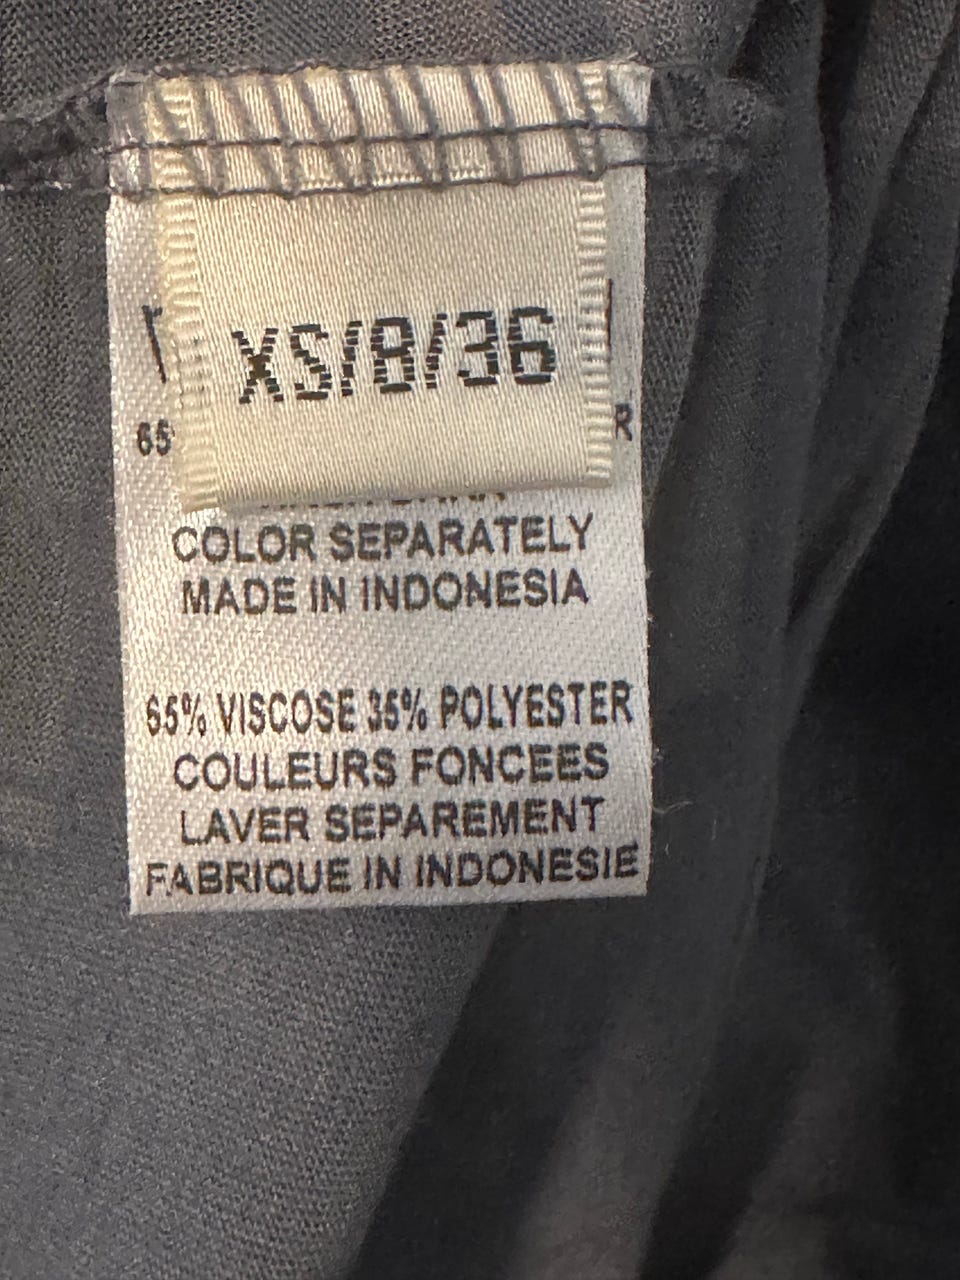 XS/8/36
65
R
COLOR SEPARATELY
MADE IN INDONESIA
65% VISCOSE 35% POLYESTER
COULEURS FONCEES
LAVER SEPAREMENT
FABRIQUE IN INDONESIE